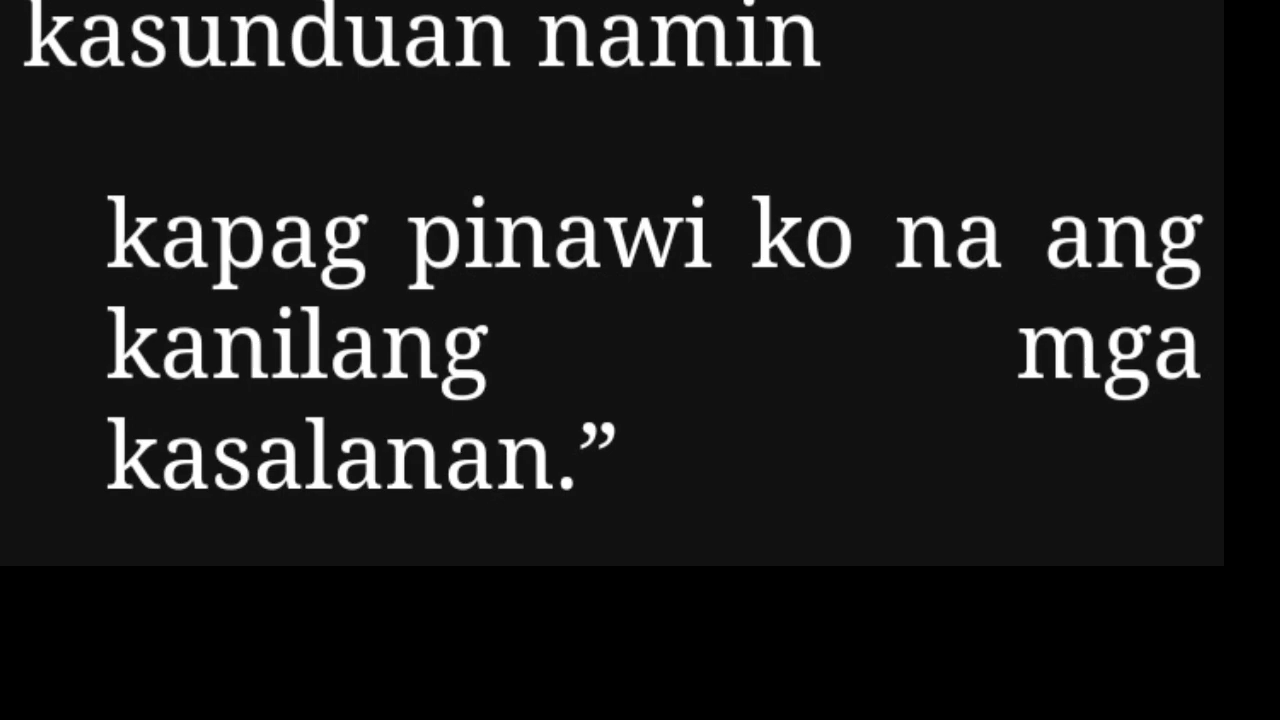 kasunduan namin
kapag pinawi ko na ang
kanilang mga
kasalanan.”